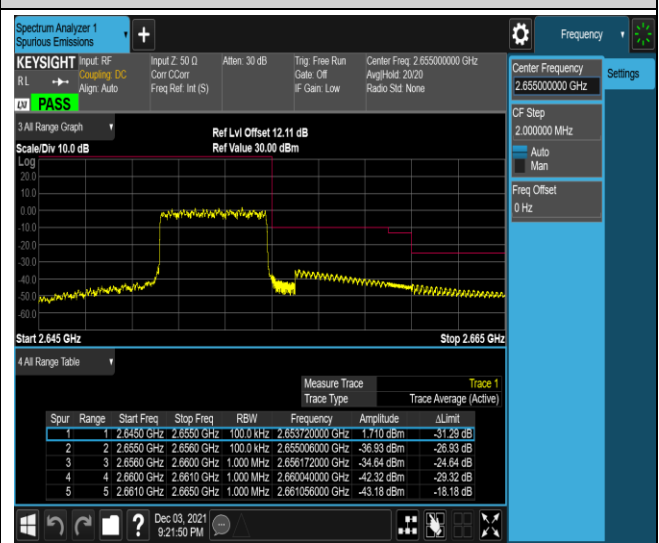 Spectrum Analyzer 1
Spurious Emissions
Frequency
KEYSIGHT
Input: RF
Coupling: DC
Align: Auto
Input Z: 50 Ω
Corr CCorr
Freq Ref: Int (S)
Atten: 30 dB
Trig: Free Run
Gate: Off
IF Gain: Low
Center Freq: 2.655000000 GHz
Avg|Hold: 20/20
Radio Std: None
RL
LXI
PASS
3 All Range Graph
Scale/Div 10.0 dB
Ref Lvl Offset 12.11 dB
Ref Value 30.00 dBm
Log
20.0
10.0
0.00
-10.0
-20.0
-30.0
-40.0
-50.0
-60.0
Start 2.645 GHz
Stop 2.665 GHz
4 All Range Table
Measure Trace Trace 1
Trace Type Trace Average (Active)
Spur Range Start Freq Stop Freq RBW Frequency Amplitude ΔLimit
1 1 2.6450 GHz 2.6550 GHz 100.0 kHz 2.653720000 GHz 1.710 dBm -31.29 dB
2 2 2.6550 GHz 2.6560 GHz 100.0 kHz 2.655006000 GHz -36.93 dBm -26.93 dB
3 3 2.6560 GHz 2.6600 GHz 1.000 MHz 2.656172000 GHz -34.64 dBm -24.64 dB
4 4 2.6600 GHz 2.6610 GHz 1.000 MHz 2.660040000 GHz -42.32 dBm -29.32 dB
5 5 2.6610 GHz 2.6650 GHz 1.000 MHz 2.661056000 GHz -43.18 dBm -18.18 dB
Dec 03, 2021
9:21:50 PM
Center Frequency
2.655000000 GHz
Settings
CF Step
2.000000 MHz
Auto
Man
Freq Offset
0 Hz